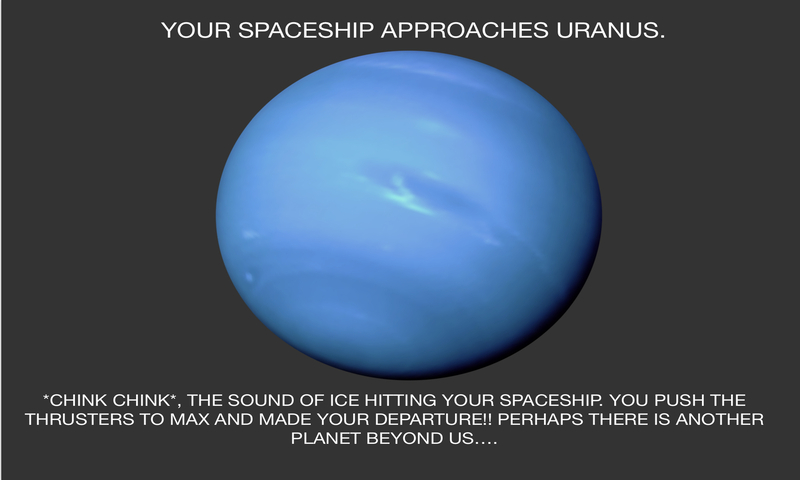 YOUR SPACESHIP APPROACHES URANUS.
*CHINK CHINK*, THE SOUND OF ICE HITTING YOUR SPACESHIP. YOU PUSH THE
THRUSTERS TO MAX AND MADE YOUR DEPARTURE!! PERHAPS THERE IS ANOTHER
PLANET BEYOND US....